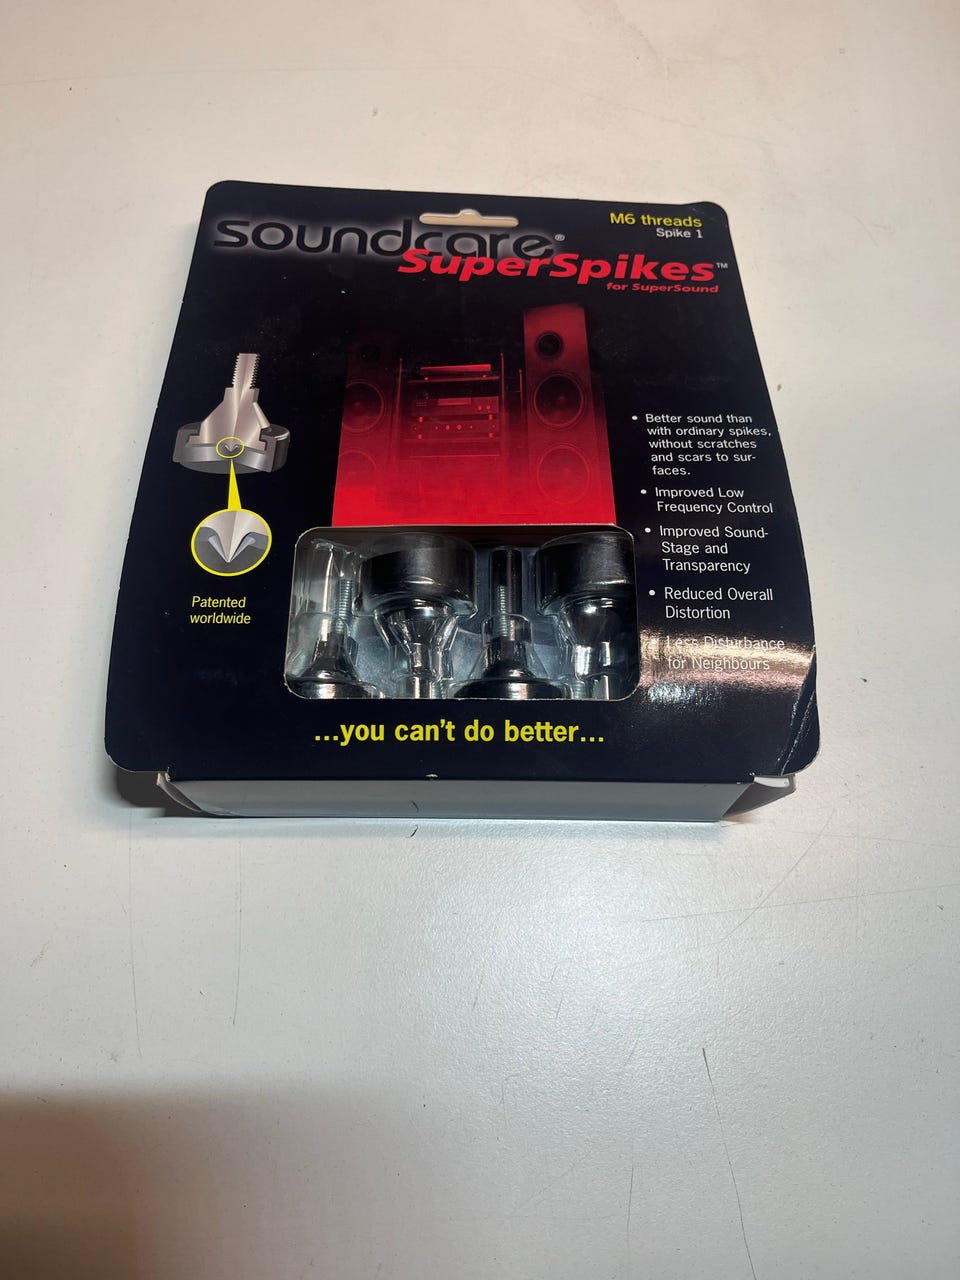 soundcare®
SuperSpikes™
for SuperSound
M6 threads
Spike 1
• Better sound than
with ordinary spikes,
without scratches
and scars to sur-
faces.
• Improved Low
Frequency Control
• Improved Sound-
Stage and
Transparency
• Reduced Overall
Distortion
Less Disturbance
for Neighbours
Patented
worldwide
...you can't do better...